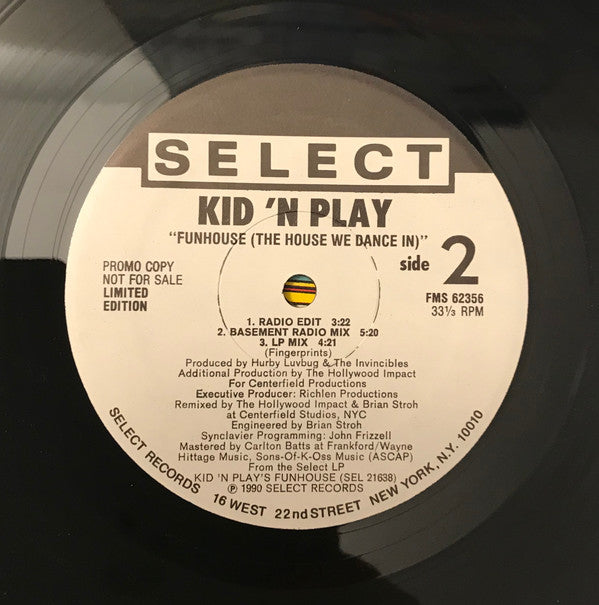 SELECT
KID 'N PLAY
"FUNHOUSE (THE HOUSE WE DANCE IN)"
side 2
PROMO COPY
NOT FOR SALE
LIMITED
EDITION
FMS 62356
33⅓ RPM
1. RADIO EDIT 3:22
2. BASEMENT RADIO MIX 5:20
3. LP MIX 4:21
(Fingerprints)
Produced by Hurby Luvbug & The Invincibles
Additional Production by The Hollywood Impact
For Centerfield Productions
Executive Producer: Richlen Productions
Remixed by The Hollywood Impact & Brian Stroh
at Centerfield Studios, NYC
Engineered by Brian Stroh
Synclavier Programming: John Frizzell
Mastered by Carlton Batts at Frankford/Wayne
Hittage Music, Sons-Of-K-Oss Music (ASCAP)
From the Select LP
KID 'N PLAY'S FUNHOUSE (SEL 21638)
℗ 1990 SELECT RECORDS
SELECT RECORDS 16 WEST 22nd STREET NEW YORK, N.Y. 10010